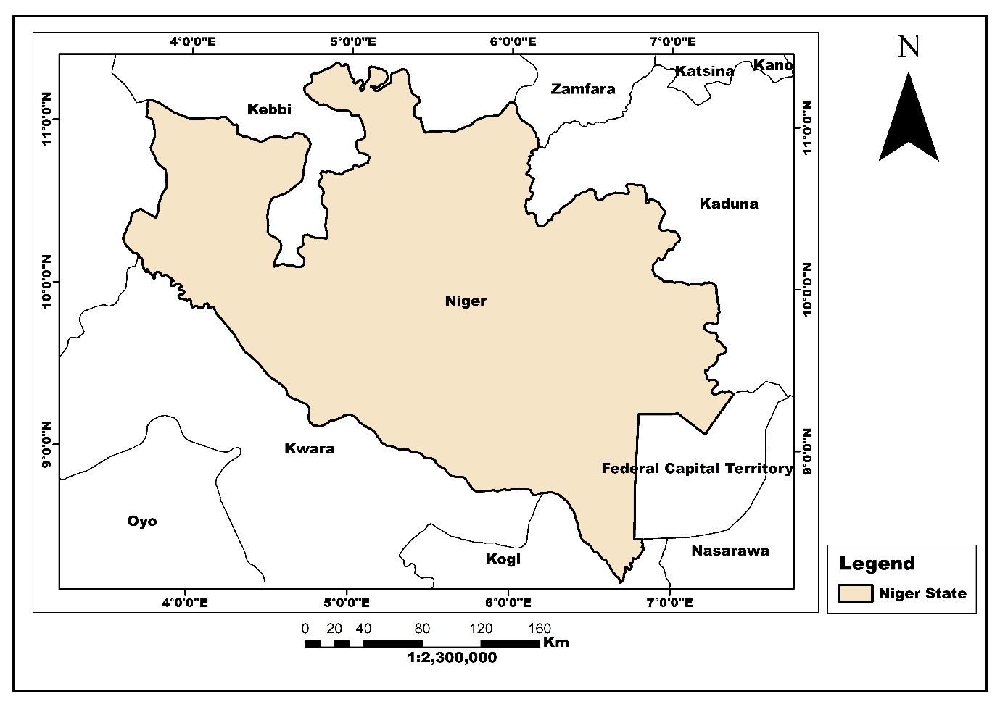 N
4°0'0"E 5°0'0"E 6°0'0"E 7°0'0"E
Kano
Katsina
Zamfara
Kebbi
11°0'0"N
11°0'0"N
Kaduna
10°0'0"N
10°0'0"N
Niger
9°0'0"N
9°0'0"N
Kwara
Federal Capital Territory
Oyo
Kogi
Nasarawa
Legend
Niger State
4°0'0"E 5°0'0"E 6°0'0"E 7°0'0"E
0 20 40 80 120 160
Km
1:2,300,000